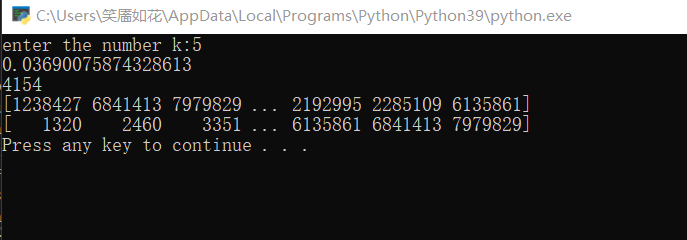 C:\Users\笑靥如花\AppData\Local\Programs\Python\Python39\python.exe
enter the number k:5
0.03690075874328613
4154
[1238427 6841413 7979829 ... 2192995 2285109 6135861]
[   1320    2460    3351 ... 6135861 6841413 7979829]
Press any key to continue . . .